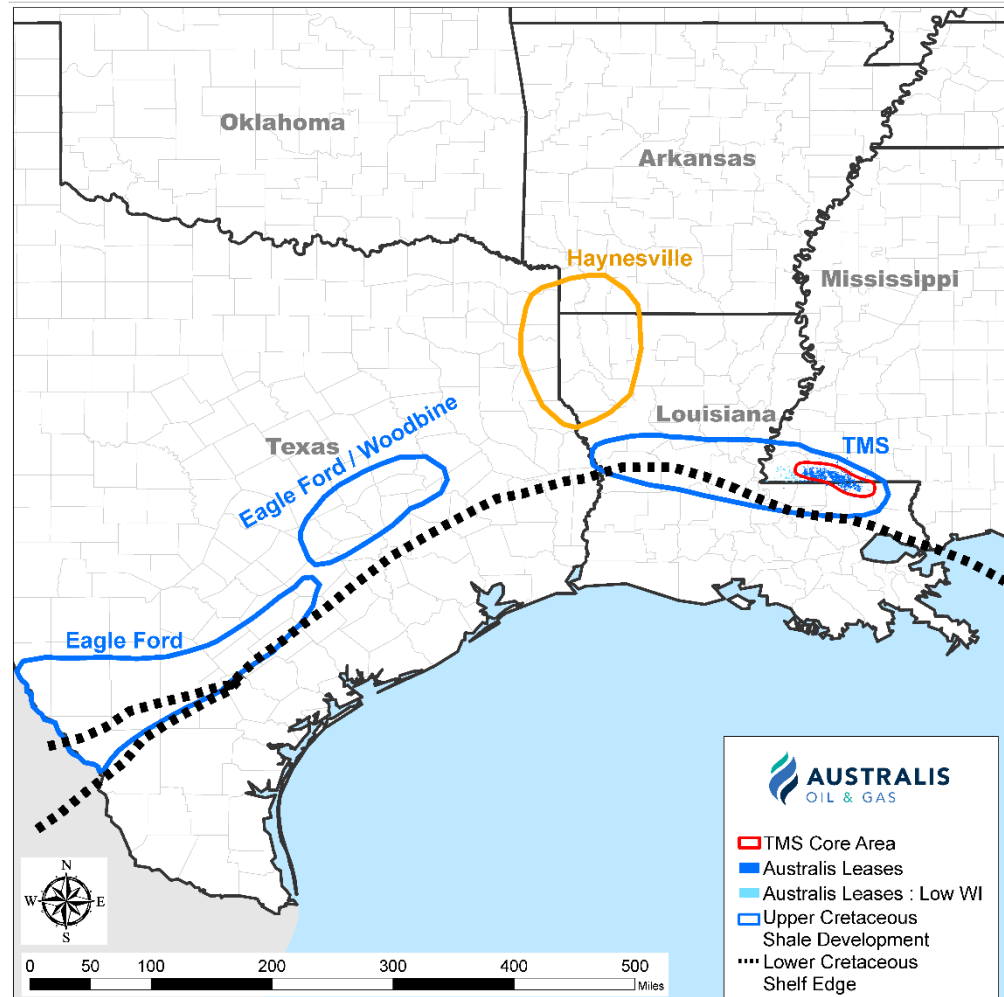 Oklahoma
Arkansas
Haynesville
Mississippi
Louisiana
Texas
TMS
Eagle Ford / Woodbine
Eagle Ford
N
W
E
S
0 50 100 200 300 400 500
Miles
AUSTRALIS
OIL & GAS
TMS Core Area
Australis Leases
Australis Leases : Low WI
Upper Cretaceous
Shale Development
Lower Cretaceous
Shelf Edge